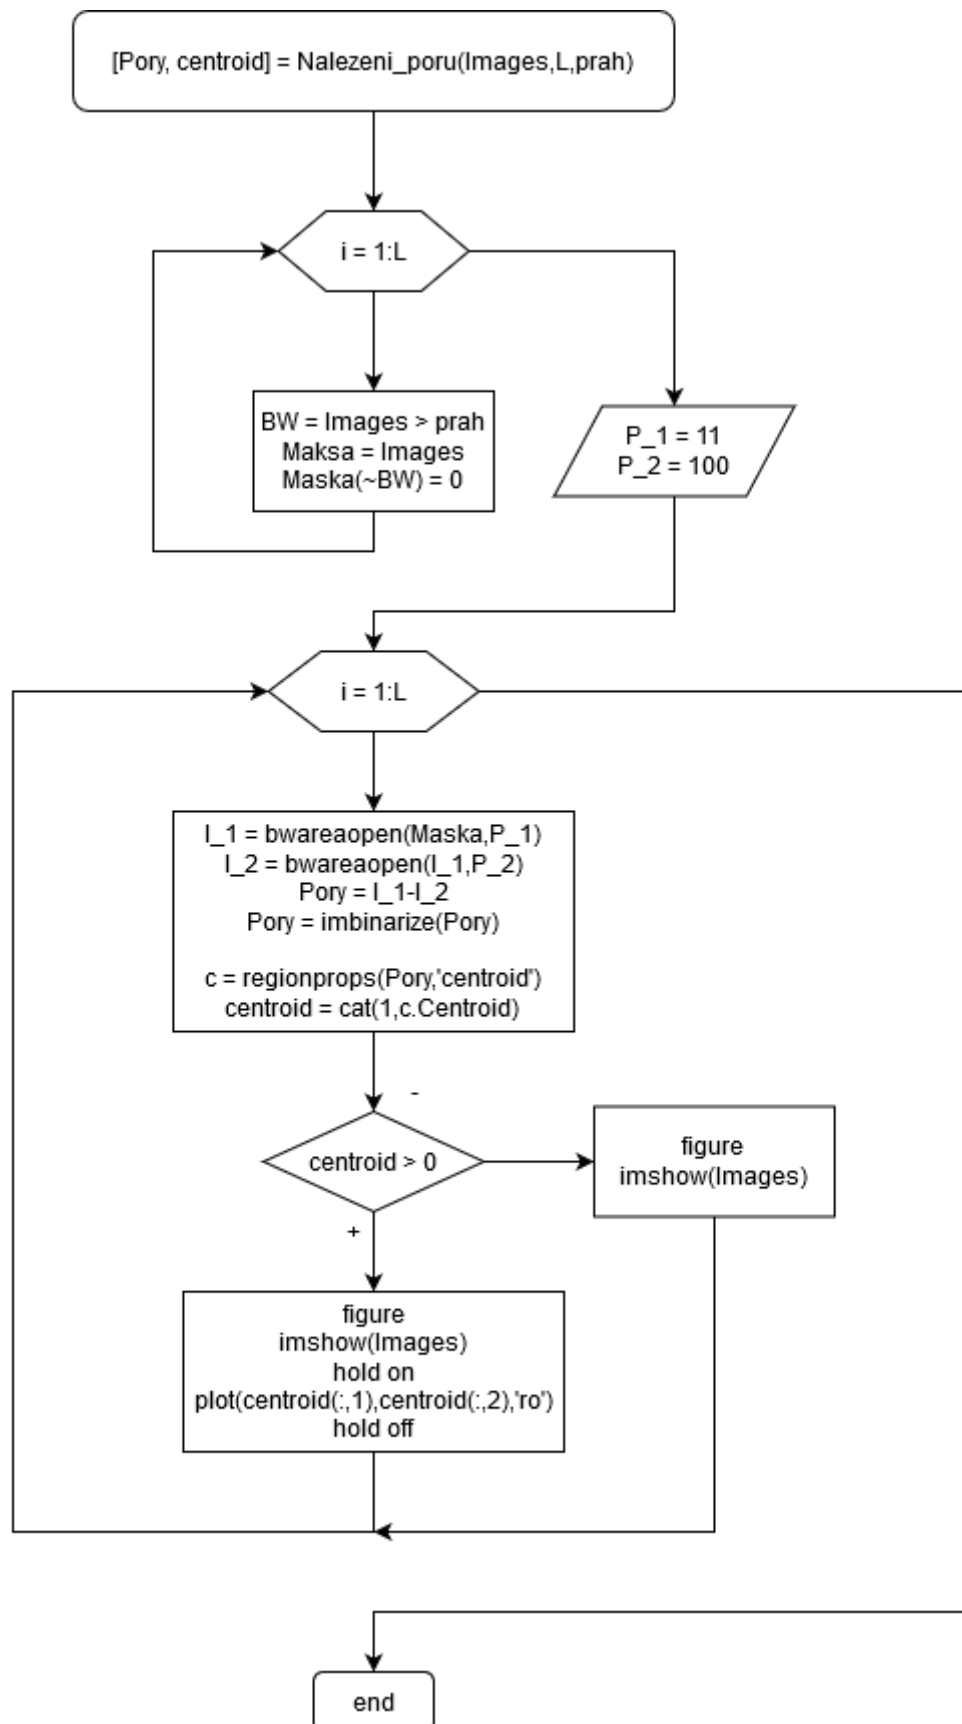 [Pory, centroid] = Nalezeni_poru(Images,L,prah)
i = 1:L
BW = Images > prah
Maksa = Images
Maska(~BW) = 0
P_1 = 11
P_2 = 100
i = 1:L
I_1 = bwareaopen(Maska,P_1)
I_2 = bwareaopen(I_1,P_2)
Pory = I_1-I_2
Pory = imbinarize(Pory)
c = regionprops(Pory,'centroid')
centroid = cat(1,c.Centroid)
-
centroid > 0
figure
imshow(Images)
+
figure
imshow(Images)
hold on
plot(centroid(:,1),centroid(:,2),'ro')
hold off
end